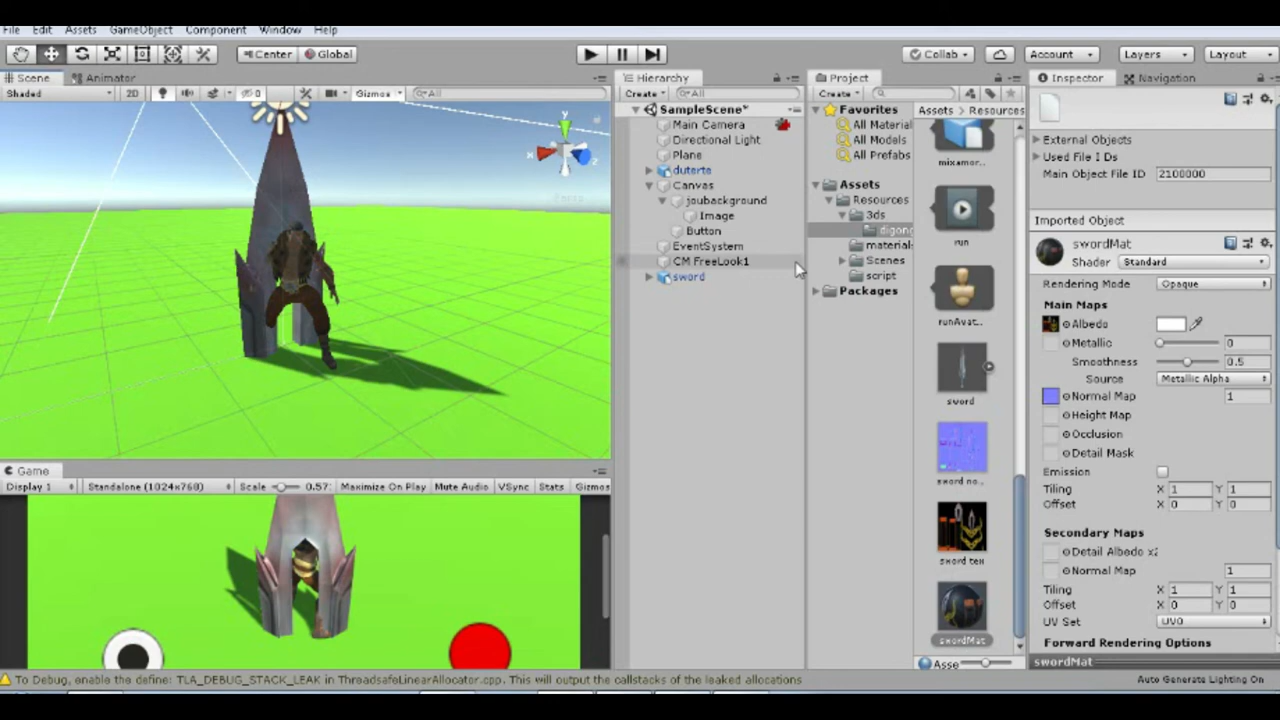 File Edit Assets GameObject Component Window Help
Center Global Collab Account Layers Layout
Scene Animator
Shaded 2D 0 Gizmos All
Game
Display 1 Standalone (1024x768) Scale 0.57: Maximize On Play Mute Audio VSync Stats Gizmos
Hierarchy
Create All
SampleScene*
Main Camera
Directional Light
Plane
duterte
Canvas
joubackground
Image
Button
EventSystem
CM FreeLook1
sword
Project
Create
Favorites
All Material
All Models
All Prefabs
Assets
Resources
3ds
digong
material
Scenes
script
Packages
Assets > Resources
mixamor...
run
runAvat...
sword
sword no...
sword tex
swordMat
Asse
Inspector Navigation
External Objects
Used File I Ds
Main Object File ID 2100000
Imported Object
swordMat
Shader Standard
Rendering Mode Opaque
Main Maps
Albedo
Metallic 0
Smoothness 0.5
Source Metallic Alpha
Normal Map 1
Height Map
Occlusion
Detail Mask
Emission
Tiling X 1 Y 1
Offset X 0 Y 0
Secondary Maps
Detail Albedo x2
Normal Map 1
Tiling X 1 Y 1
Offset X 0 Y 0
UV Set UV0
Forward Rendering Options
swordMat
To Debug, enable the define: TLA_DEBUG_STACK_LEAK in ThreadsafeLinearAllocator.cpp. This will output the callstacks of the leaked allocations
Auto Generate Lighting On